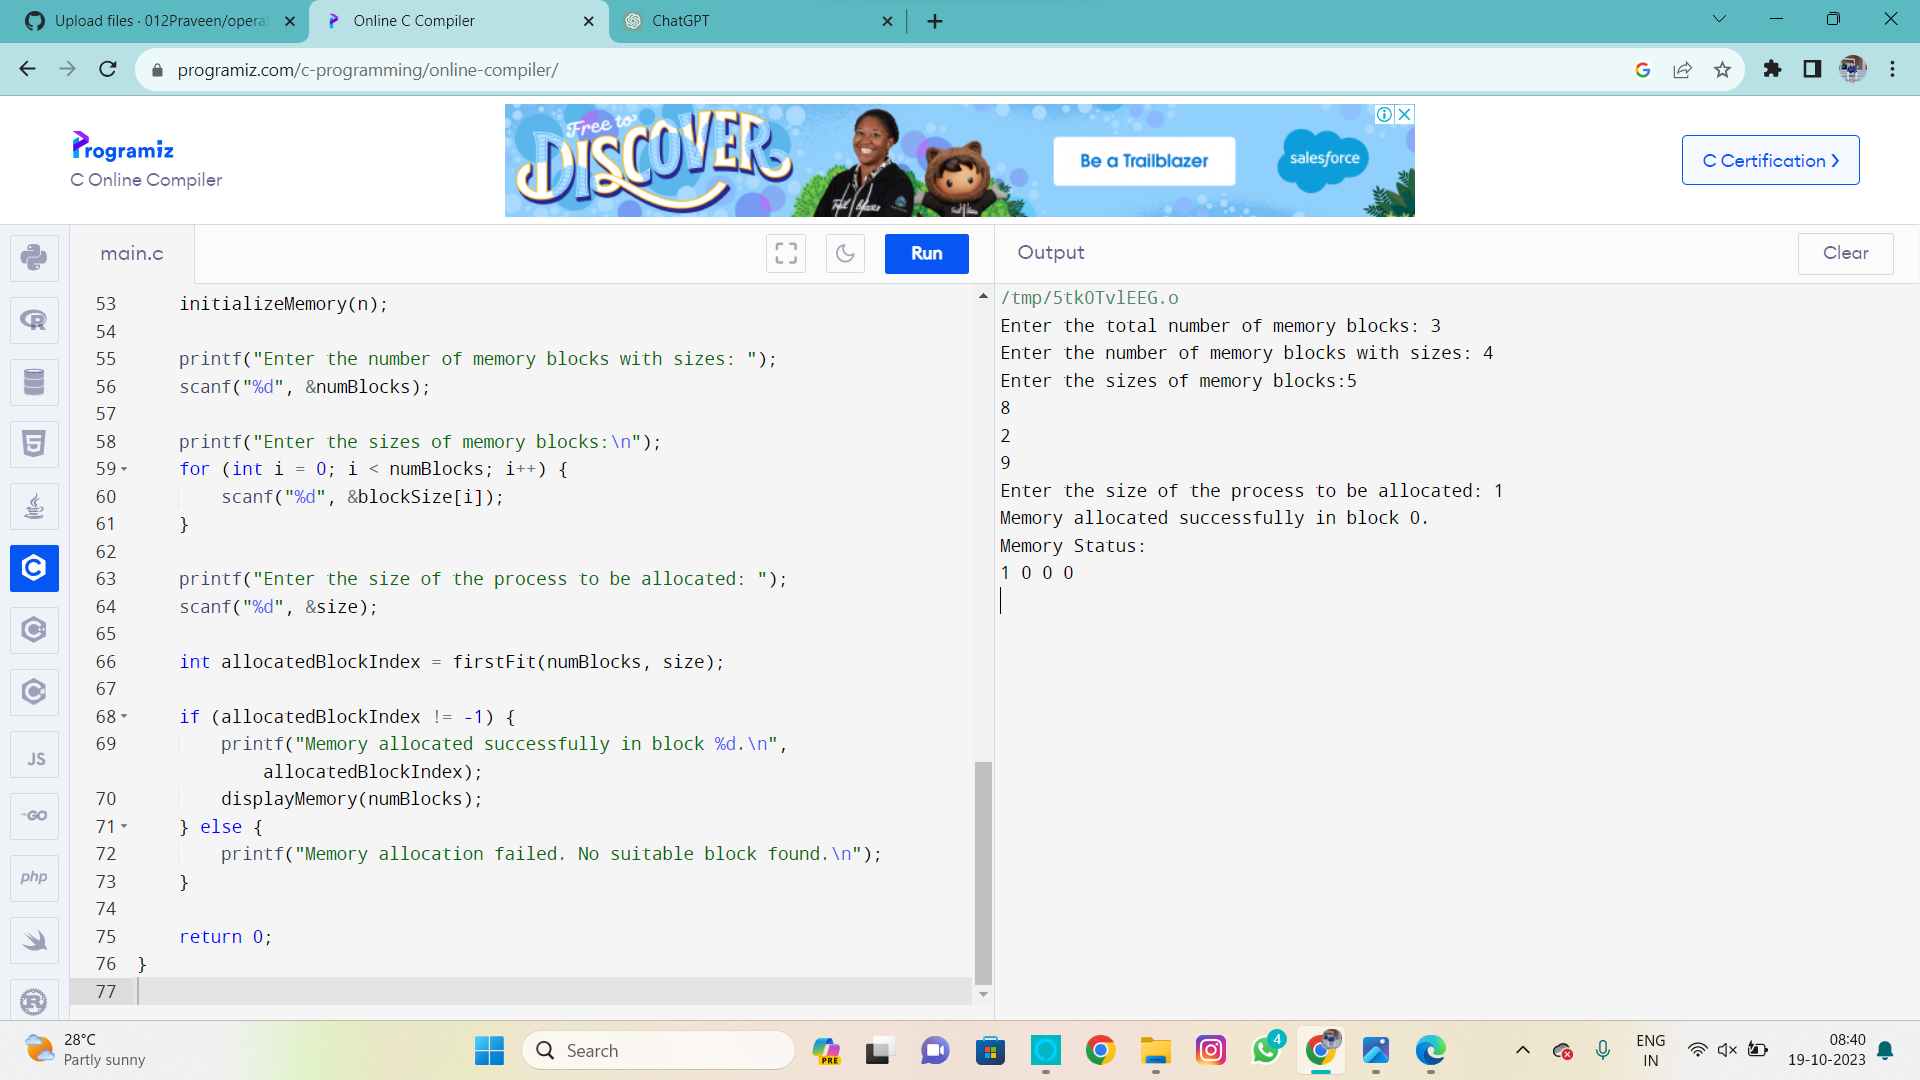 Upload files · 012Praveen/opera
Online C Compiler
ChatGPT
programiz.com/c-programming/online-compiler/
Programiz
C Online Compiler
Free to
DISCOVER
Be a Trailblazer
salesforce
C Certification
main.c
Run
Output
Clear
53 initializeMemory(n);
54
55 printf("Enter the number of memory blocks with sizes: ");
56 scanf("%d", &numBlocks);
57
58 printf("Enter the sizes of memory blocks:\n");
59 for (int i = 0; i < numBlocks; i++) {
60 scanf("%d", &blockSize[i]);
61 }
62
63 printf("Enter the size of the process to be allocated: ");
64 scanf("%d", &size);
65
66 int allocatedBlockIndex = firstFit(numBlocks, size);
67
68 if (allocatedBlockIndex != -1) {
69 printf("Memory allocated successfully in block %d.\n",
allocatedBlockIndex);
70 displayMemory(numBlocks);
71 } else {
72 printf("Memory allocation failed. No suitable block found.\n");
73 }
74
75 return 0;
76 }
77
/tmp/5tkOTvlEEG.o
Enter the total number of memory blocks: 3
Enter the number of memory blocks with sizes: 4
Enter the sizes of memory blocks:5
8
2
9
Enter the size of the process to be allocated: 1
Memory allocated successfully in block 0.
Memory Status:
1 0 0 0
JS
GO
php
28°C
Partly sunny
Search
PRE
4
ENG
IN
08:40
19-10-2023